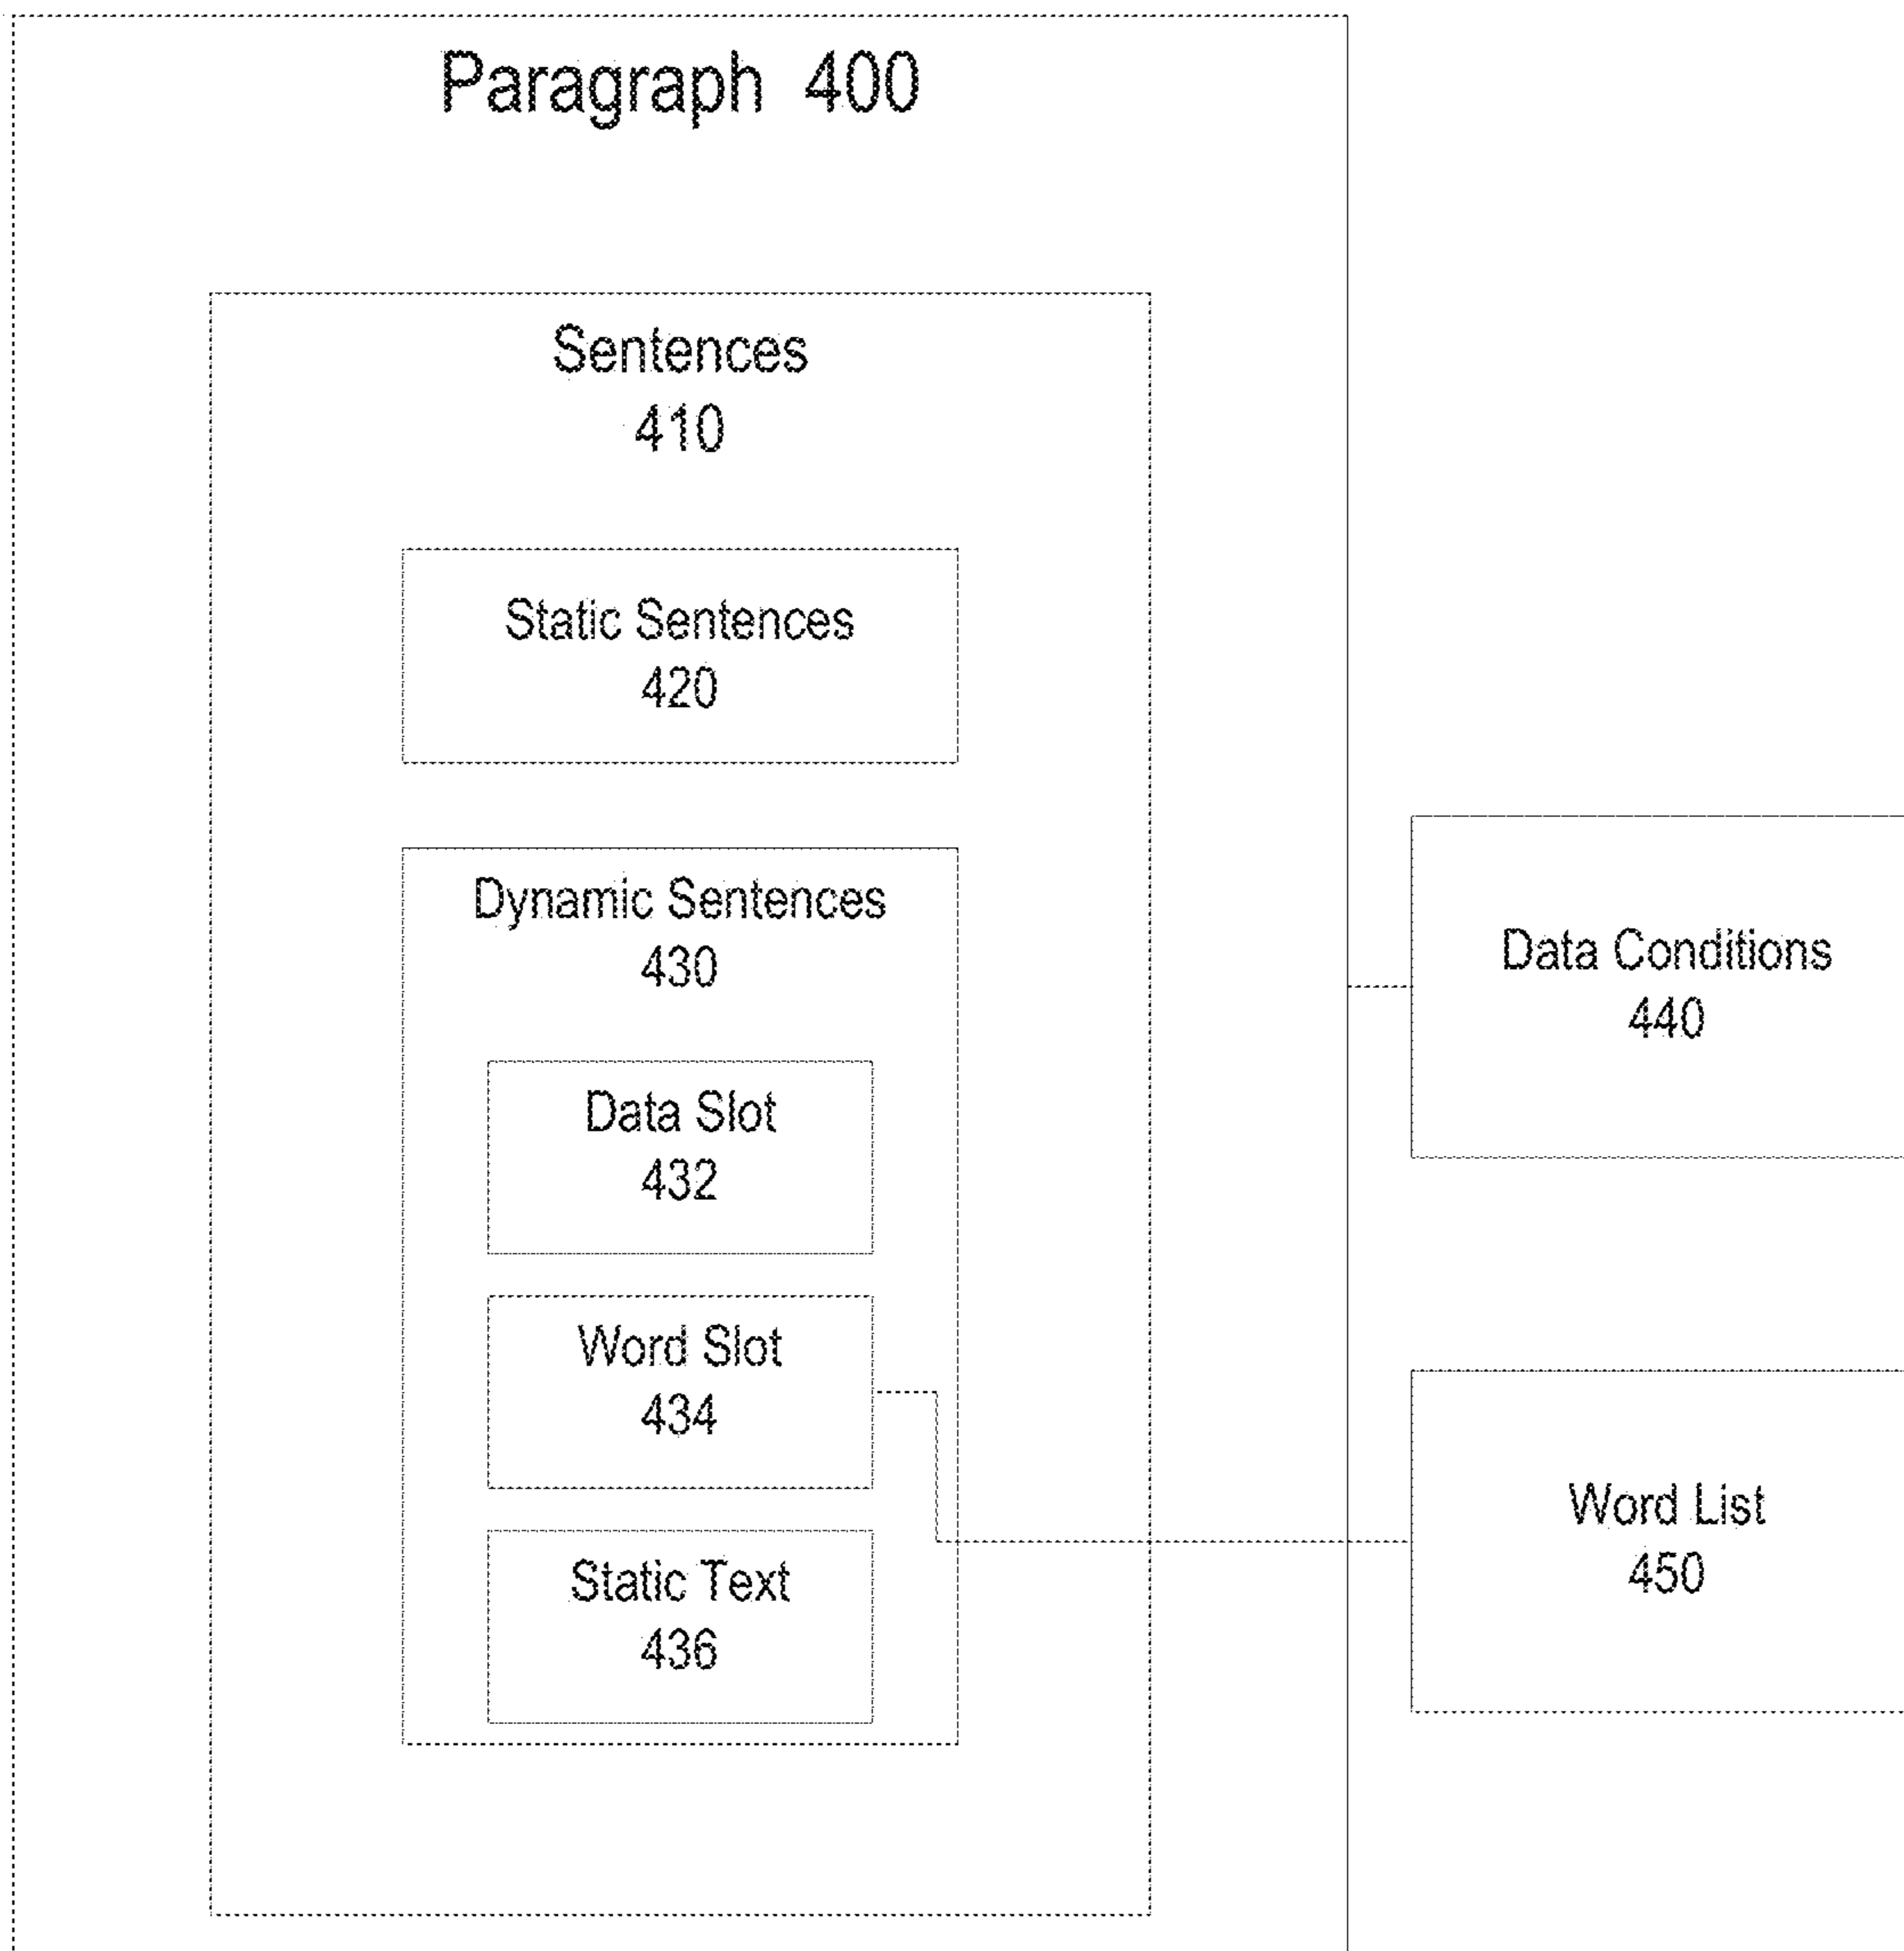 Paragraph 400
Sentences
410
Static Sentences
420
Dynamic Sentences
430
Data Slot
432
Word Slot
434
Static Text
436
Data Conditions
440
Word List
450